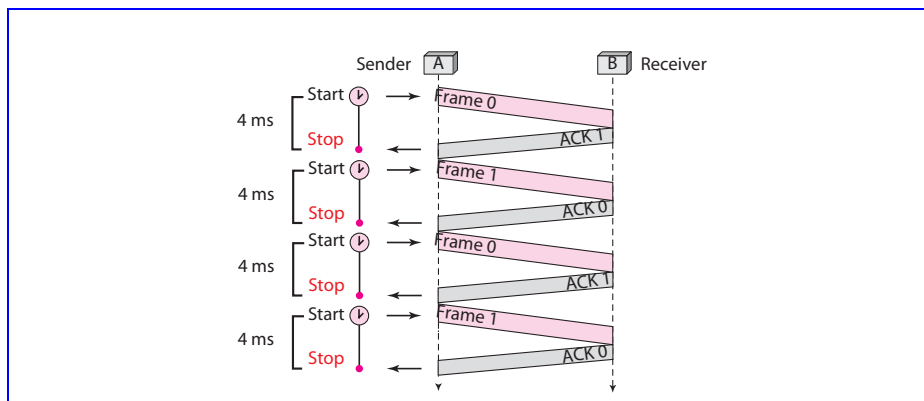 Sender A B Receiver
Start Frame 0
4 ms
Stop ACK 1
Start Frame 1
4 ms
Stop ACK 0
Start Frame 0
4 ms
Stop ACK 1
Start Frame 1
4 ms
Stop ACK 0